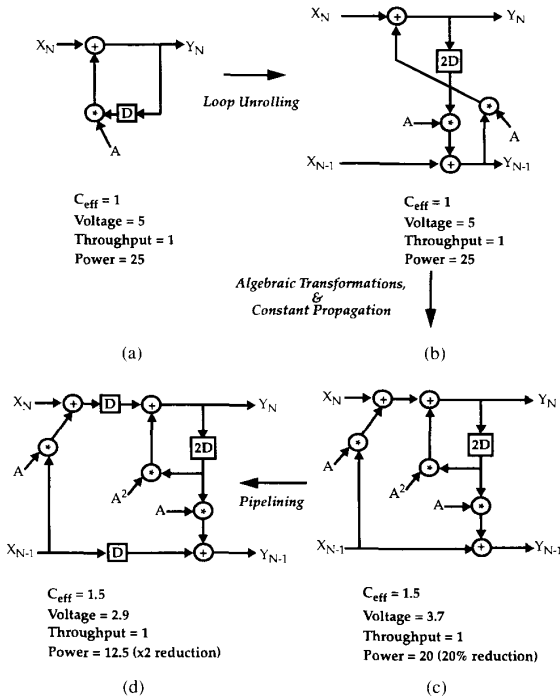 X_N + Y_N
* D
A
Loop Unrolling
X_N + Y_N
2D
A * * A
X_{N-1} + Y_{N-1}
C_eff = 1
Voltage = 5
Throughput = 1
Power = 25
C_eff = 1
Voltage = 5
Throughput = 1
Power = 25
Algebraic Transformations,
&
Constant Propagation
(a)
(b)
X_N + D + Y_N
* 2D
A
A² *
A *
X_{N-1} D + Y_{N-1}
Pipelining
X_N + + Y_N
* 2D
A
A² *
A *
X_{N-1} + Y_{N-1}
C_eff = 1.5
Voltage = 2.9
Throughput = 1
Power = 12.5 (x2 reduction)
C_eff = 1.5
Voltage = 3.7
Throughput = 1
Power = 20 (20% reduction)
(d)
(c)